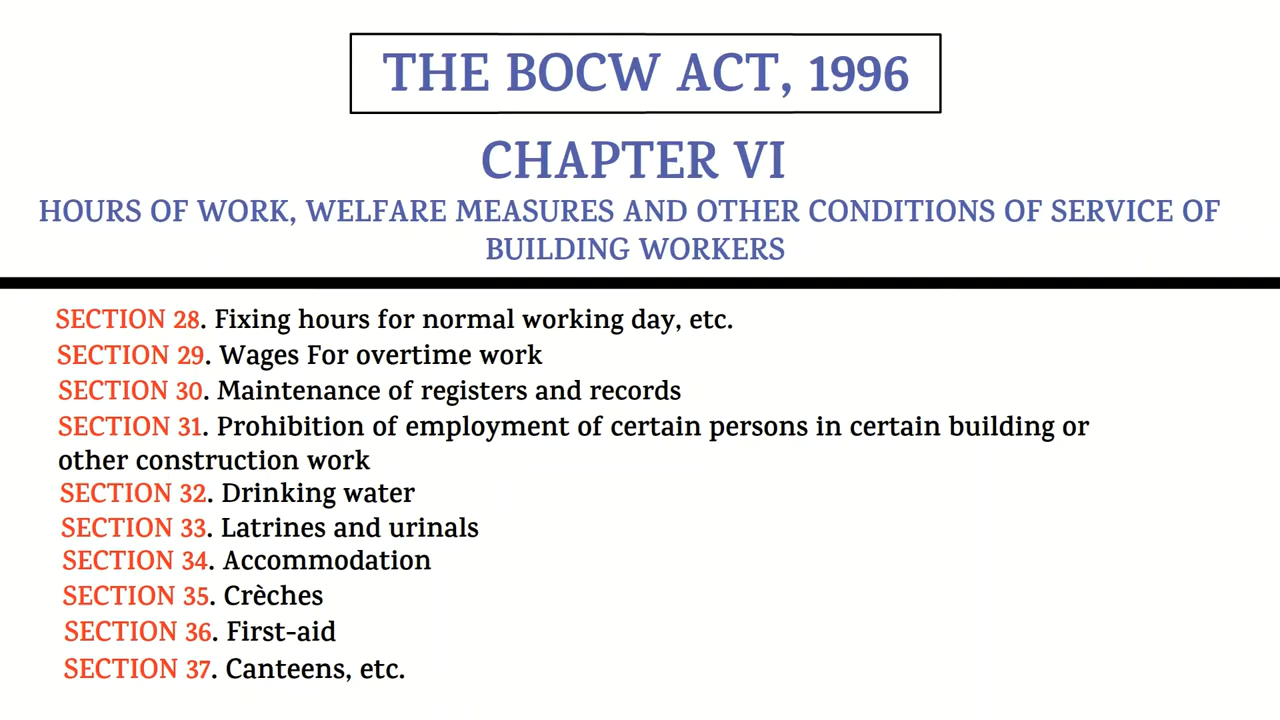 THE BOCW ACT, 1996
CHAPTER VI
HOURS OF WORK, WELFARE MEASURES AND OTHER CONDITIONS OF SERVICE OF
BUILDING WORKERS
SECTION 28. Fixing hours for normal working day, etc.
SECTION 29. Wages For overtime work
SECTION 30. Maintenance of registers and records
SECTION 31. Prohibition of employment of certain persons in certain building or
other construction work
SECTION 32. Drinking water
SECTION 33. Latrines and urinals
SECTION 34. Accommodation
SECTION 35. Crèches
SECTION 36. First-aid
SECTION 37. Canteens, etc.